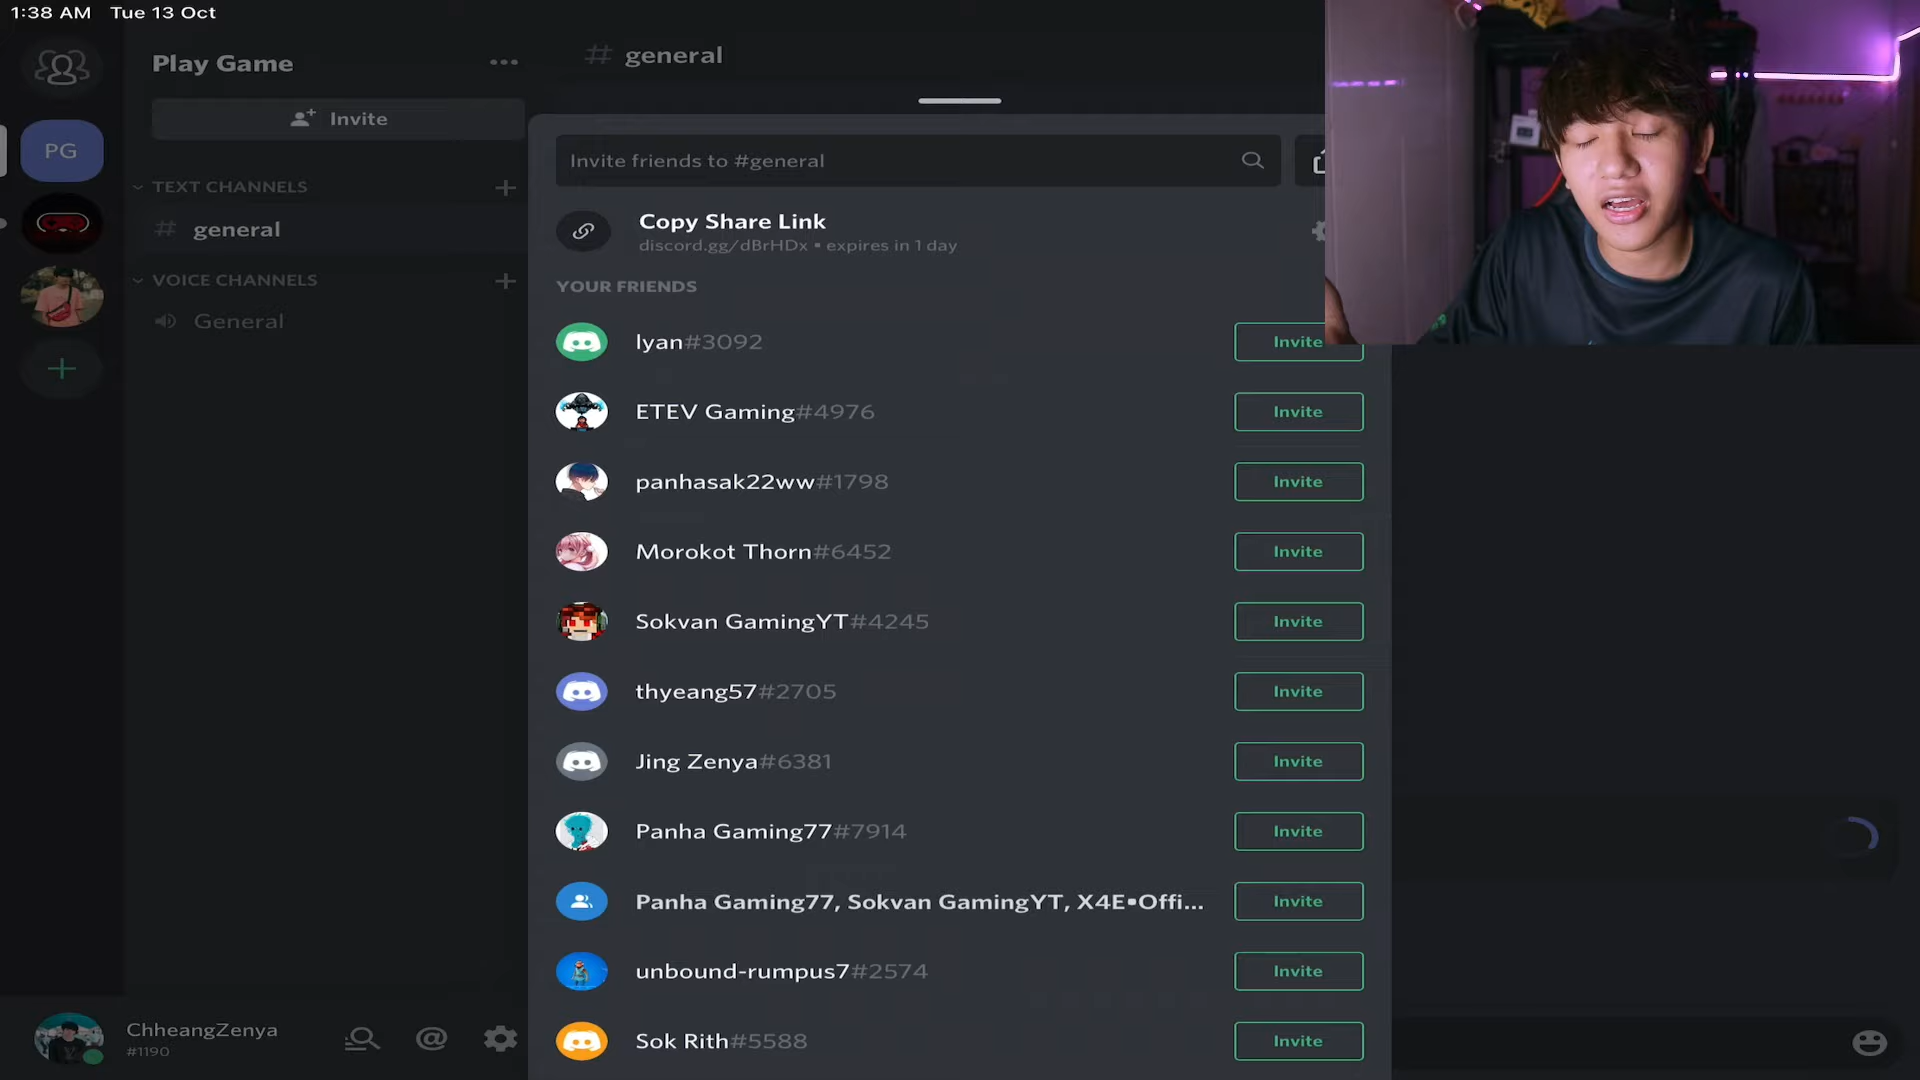 1:38 AM Tue 13 Oct
Play Game
Invite
PG
TEXT CHANNELS
general
VOICE CHANNELS
General
ChheangZenya
#1190
# general
Invite friends to #general
Copy Share Link
discord.gg/dBrHDx • expires in 1 day
YOUR FRIENDS
lyan#3092 Invite
ETEV Gaming#4976 Invite
panhasak22ww#1798 Invite
Morokot Thorn#6452 Invite
Sokvan GamingYT#4245 Invite
thyeang57#2705 Invite
Jing Zenya#6381 Invite
Panha Gaming77#7914 Invite
Panha Gaming77, Sokvan GamingYT, X4E•Offi... Invite
unbound-rumpus7#2574 Invite
Sok Rith#5588 Invite